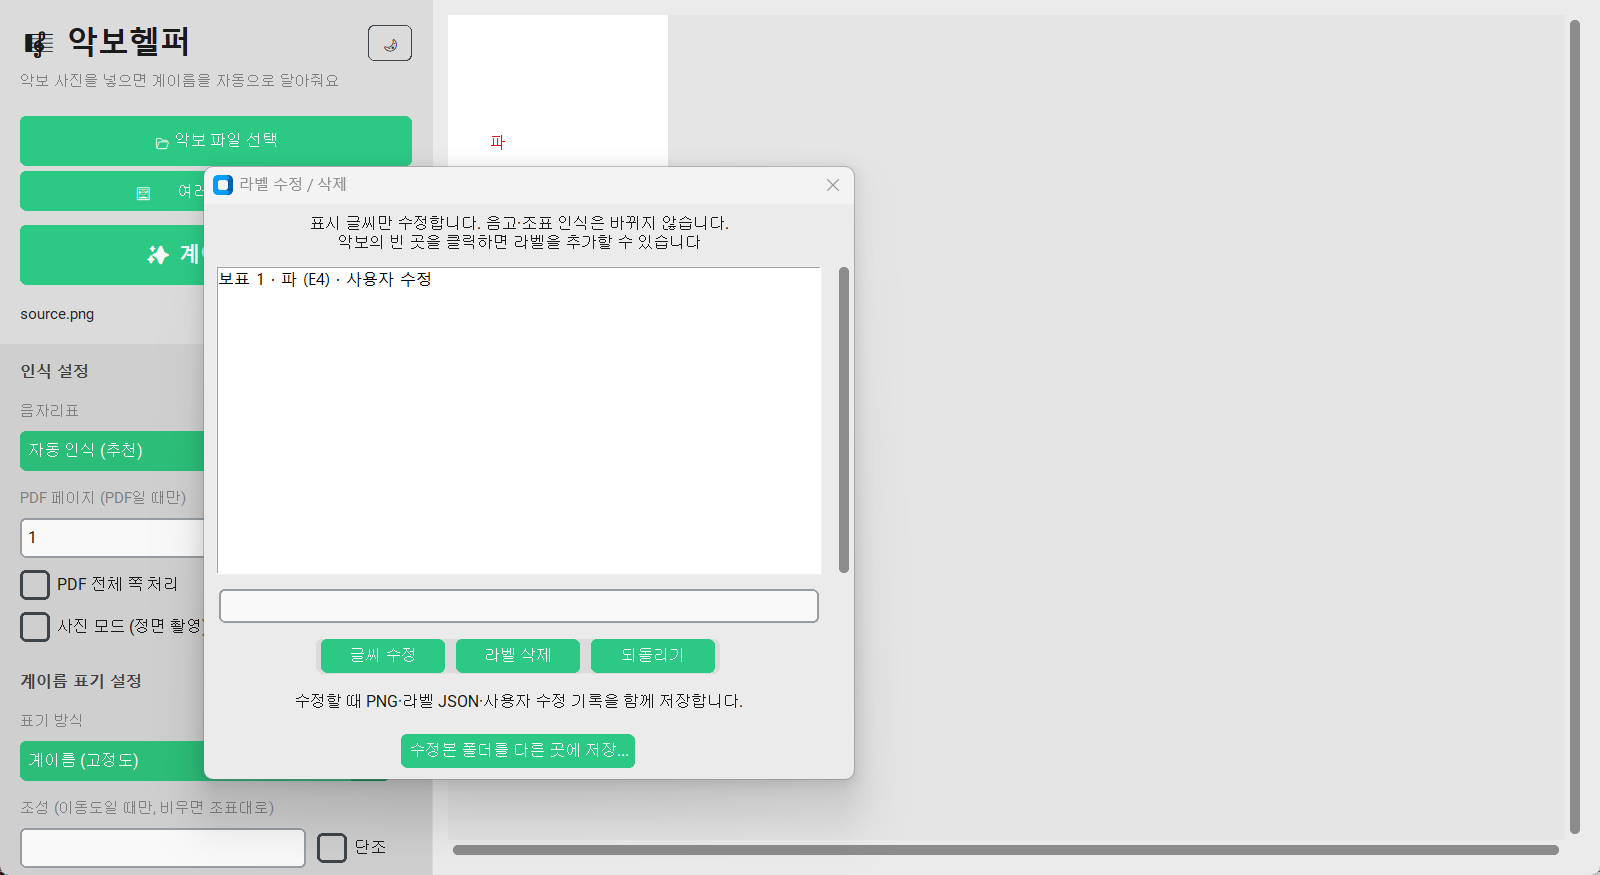 악보헬퍼
악보 사진을 넣으면 계이름을 자동으로 달아줘요
악보 파일 선택
여러
계이
source.png
인식 설정
음자리표
자동 인식 (추천)
PDF 페이지 (PDF일 때만)
1
PDF 전체 쪽 처리
사진 모드 (정면 촬영)
계이름 표기 설정
표기 방식
계이름 (고정도)
조성 (이동도일 때만, 비우면 조표대로)
단조
파
라벨 수정 / 삭제
표시 글씨만 수정합니다. 음고·조표 인식은 바뀌지 않습니다.
악보의 빈 곳을 클릭하면 라벨을 추가할 수 있습니다
보표 1 · 파 (E4) · 사용자 수정
글씨 수정
라벨 삭제
되돌리기
수정할 때 PNG·라벨 JSON·사용자 수정 기록을 함께 저장합니다.
수정본 폴더를 다른 곳에 저장...